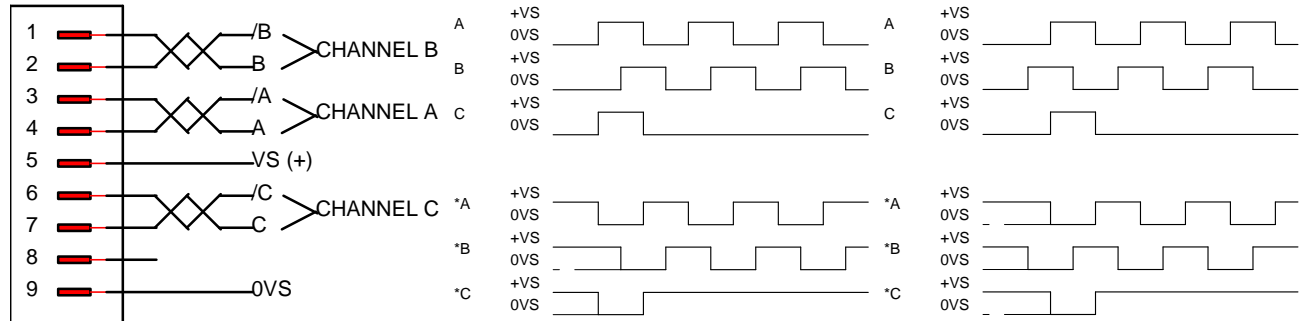 1 /B
CHANNEL B
2 B
3 /A
CHANNEL A
4 A
5 VS (+)
6 /C
CHANNEL C
7 C
8
9 0VS
A +VS
0VS
B +VS
0VS
C +VS
0VS
*A +VS
0VS
*B +VS
0VS
*C +VS
0VS
A +VS
0VS
B +VS
0VS
C +VS
0VS
*A +VS
0VS
*B +VS
0VS
*C +VS
0VS